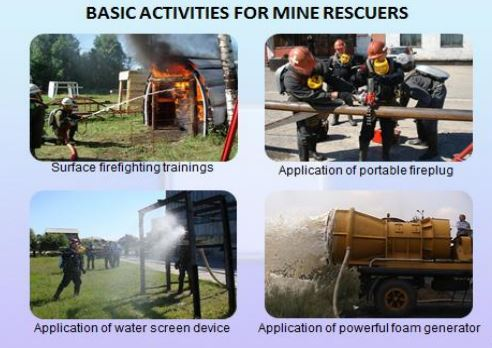 BASIC ACTIVITIES FOR MINE RESCUERS
Surface firefighting trainings
Application of portable fireplug
Application of water screen device
Application of powerful foam generator